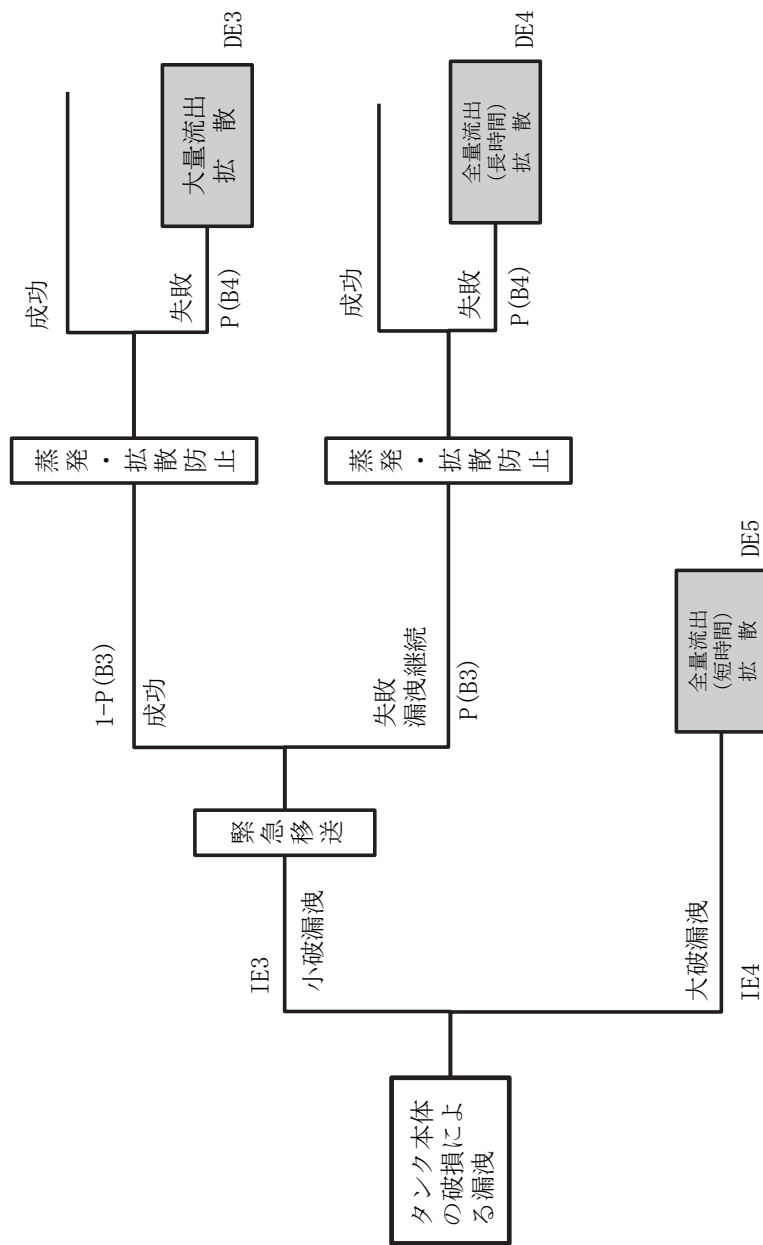 タンク本体
の破損によ
る漏洩
IE3
小破漏洩
緊急移送
1-P(B3)
成功
蒸発・拡散防止
成功
失敗
P(B4)
大量流出
拡　散
DE3
失敗
漏洩継続
P(B3)
蒸発・拡散防止
成功
失敗
P(B4)
全量流出
(長時間)
拡　散
DE4
大破漏洩
IE4
全量流出
(短時間)
拡　散
DE5